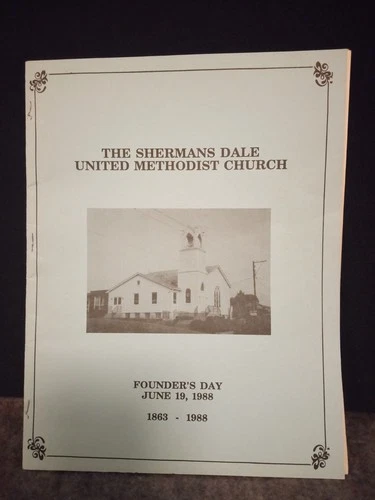 THE SHERMANS DALE
UNITED METHODIST CHURCH
FOUNDER'S DAY
JUNE 19, 1988
1863 - 1988